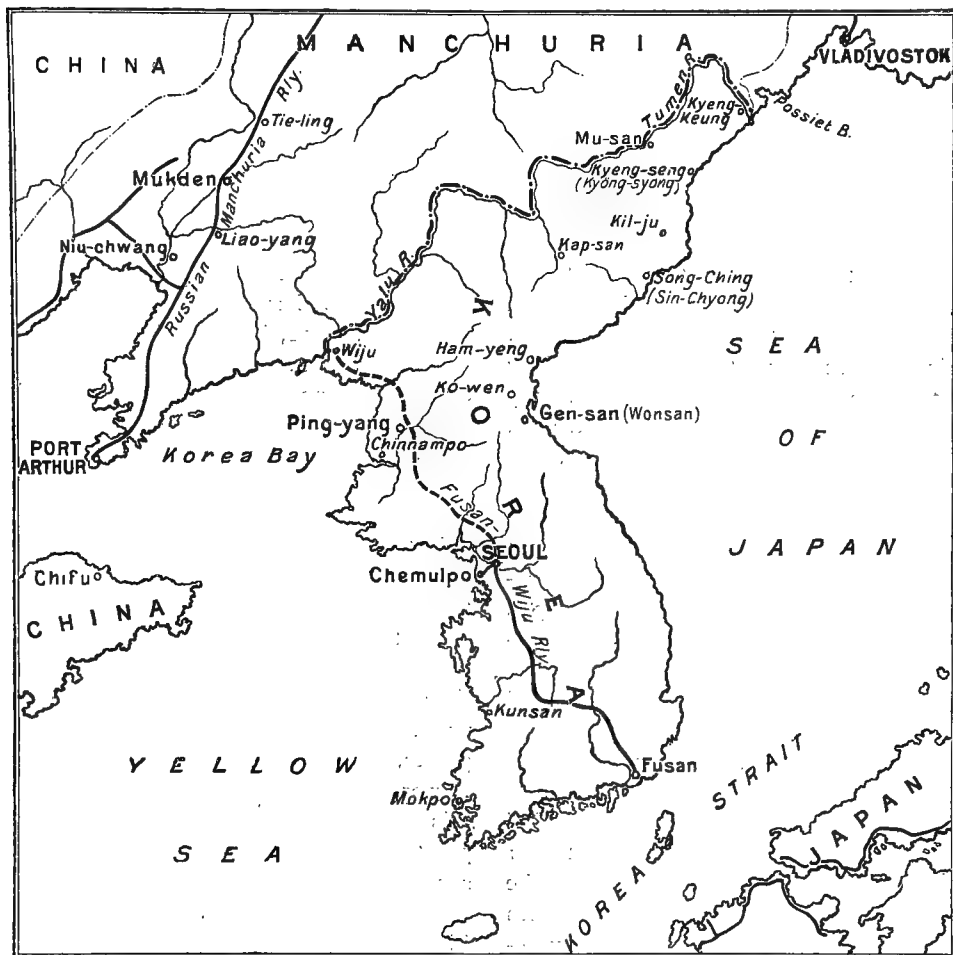 MANCHURIA
CHINA
VLADIVOSTOK
Rly.
Tie-ling
Tumen R.
Kyeng-
Keung
Possiet B.
Mu-san
Mukden
Manchuria
Kyeng-seng
(Kyong-syong)
Kil-ju
Liao-yang
Niu-chwang
Kap-san
Russian
Yalu R.
Song-Ching
(Sin-Chyong)
KOREA
SEA
OF
JAPAN
Wiju
Ham-yeng
Ko-wen
Gen-san (Wonsan)
Ping-yang
Chinnampo
PORT
ARTHUR
Korea Bay
Fusan-
Wiju Rly.
SEOUL
Chemulpo
Chifu
CHINA
Kunsan
Fusan
YELLOW
SEA
Mokpo
KOREA STRAIT
JAPAN